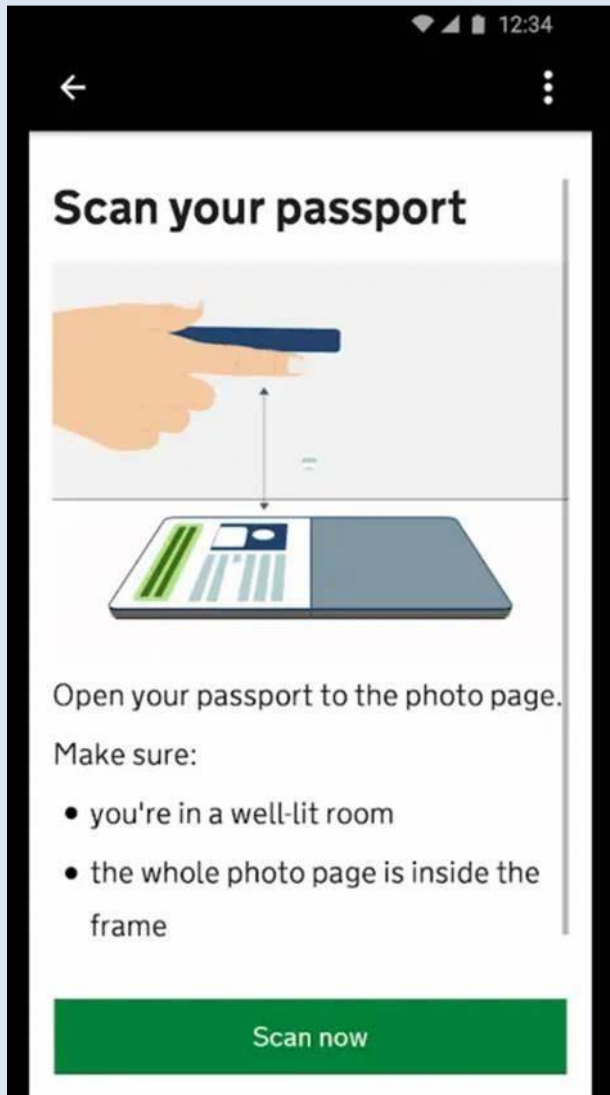 12:34
Scan your passport
Open your passport to the photo page.
Make sure:
• you're in a well-lit room
• the whole photo page is inside the
frame
Scan now